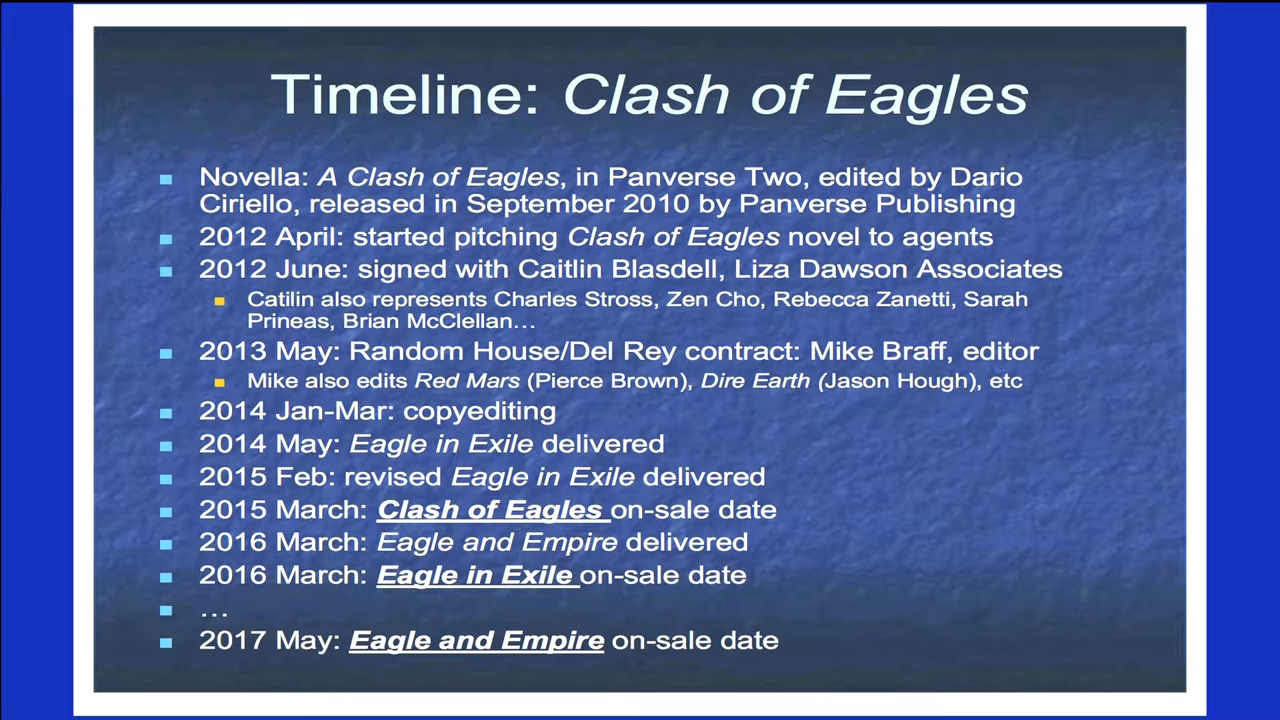 Timeline: Clash of Eagles
Novella: A Clash of Eagles, in Panverse Two, edited by Dario
Ciriello, released in September 2010 by Panverse Publishing
2012 April: started pitching Clash of Eagles novel to agents
2012 June: signed with Caitlin Blasdell, Liza Dawson Associates
Catilin also represents Charles Stross, Zen Cho, Rebecca Zanetti, Sarah
Prineas, Brian McClellan…
2013 May: Random House/Del Rey contract: Mike Braff, editor
Mike also edits Red Mars (Pierce Brown), Dire Earth (Jason Hough), etc
2014 Jan-Mar: copyediting
2014 May: Eagle in Exile delivered
2015 Feb: revised Eagle in Exile delivered
2015 March: Clash of Eagles on-sale date
2016 March: Eagle and Empire delivered
2016 March: Eagle in Exile on-sale date
…
2017 May: Eagle and Empire on-sale date